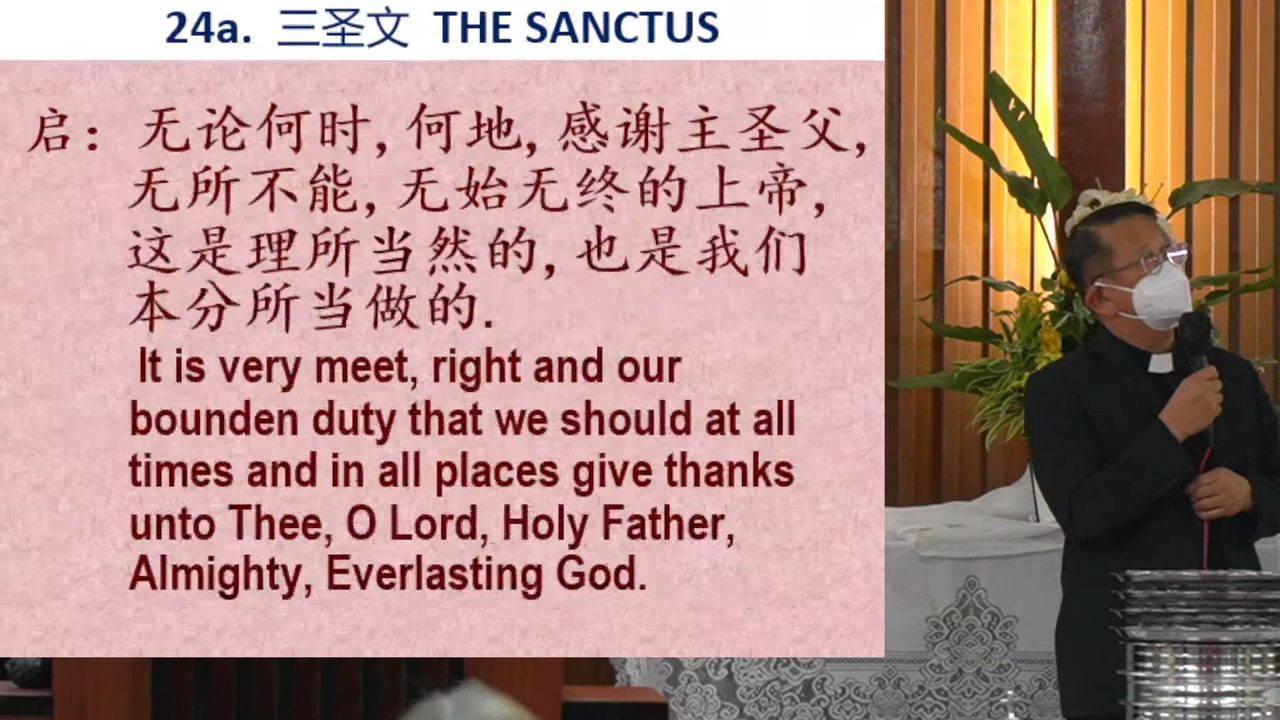 24a. 三圣文 THE SANCTUS
启：无论何时, 何地, 感谢主圣父,
无所不能, 无始无终的上帝,
这是理所当然的, 也是我们
本分所当做的.
It is very meet, right and our
bounden duty that we should at all
times and in all places give thanks
unto Thee, O Lord, Holy Father,
Almighty, Everlasting God.